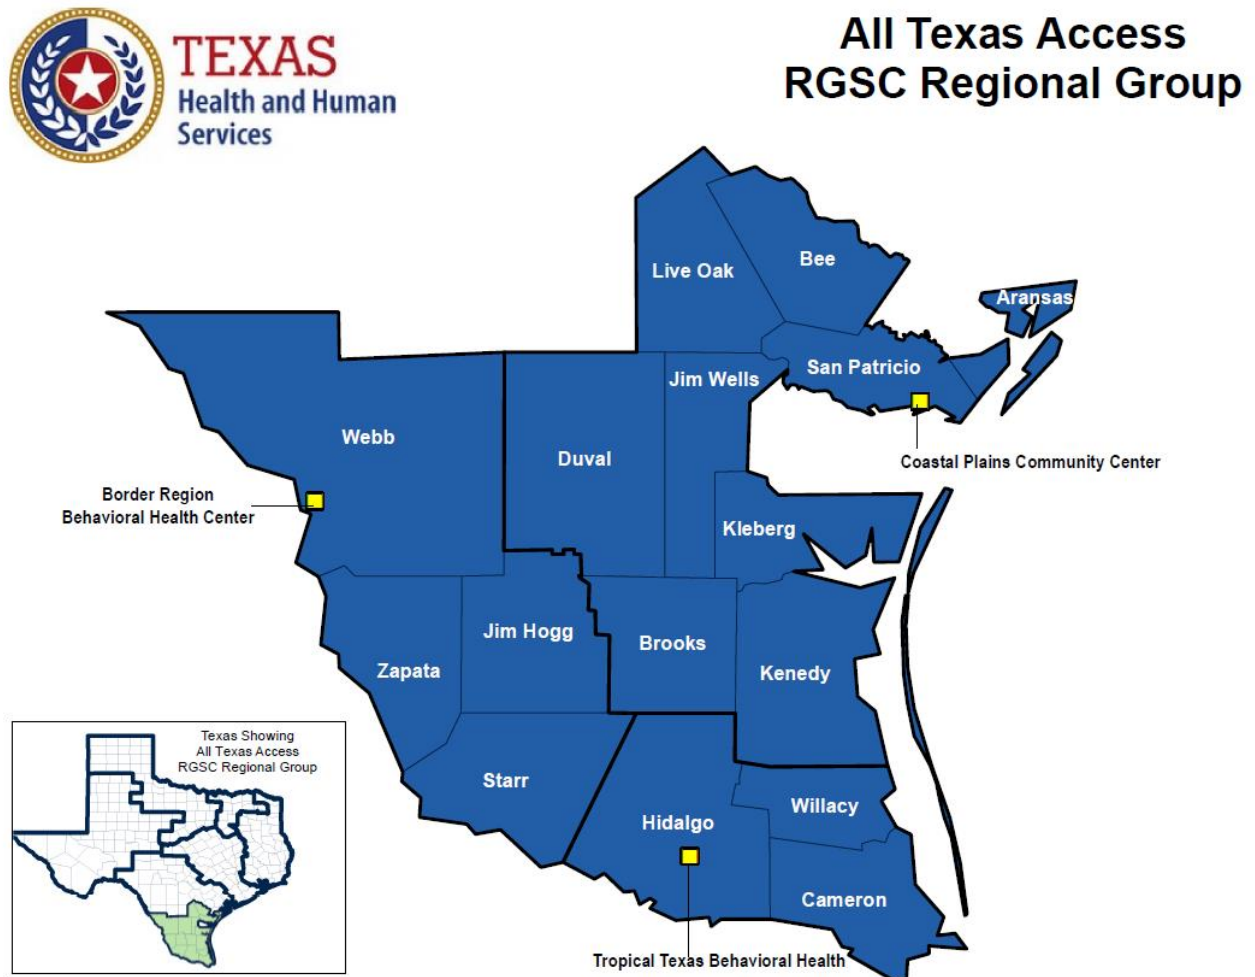 TEXAS
Health and Human
Services
All Texas Access
RGSC Regional Group
Live Oak
Bee
Aransas
San Patricio
Jim Wells
Webb
Duval
Coastal Plains Community Center
Border Region
Behavioral Health Center
Kleberg
Jim Hogg
Brooks
Zapata
Kenedy
Texas Showing
All Texas Access
RGSC Regional Group
Starr
Willacy
Hidalgo
Cameron
Tropical Texas Behavioral Health